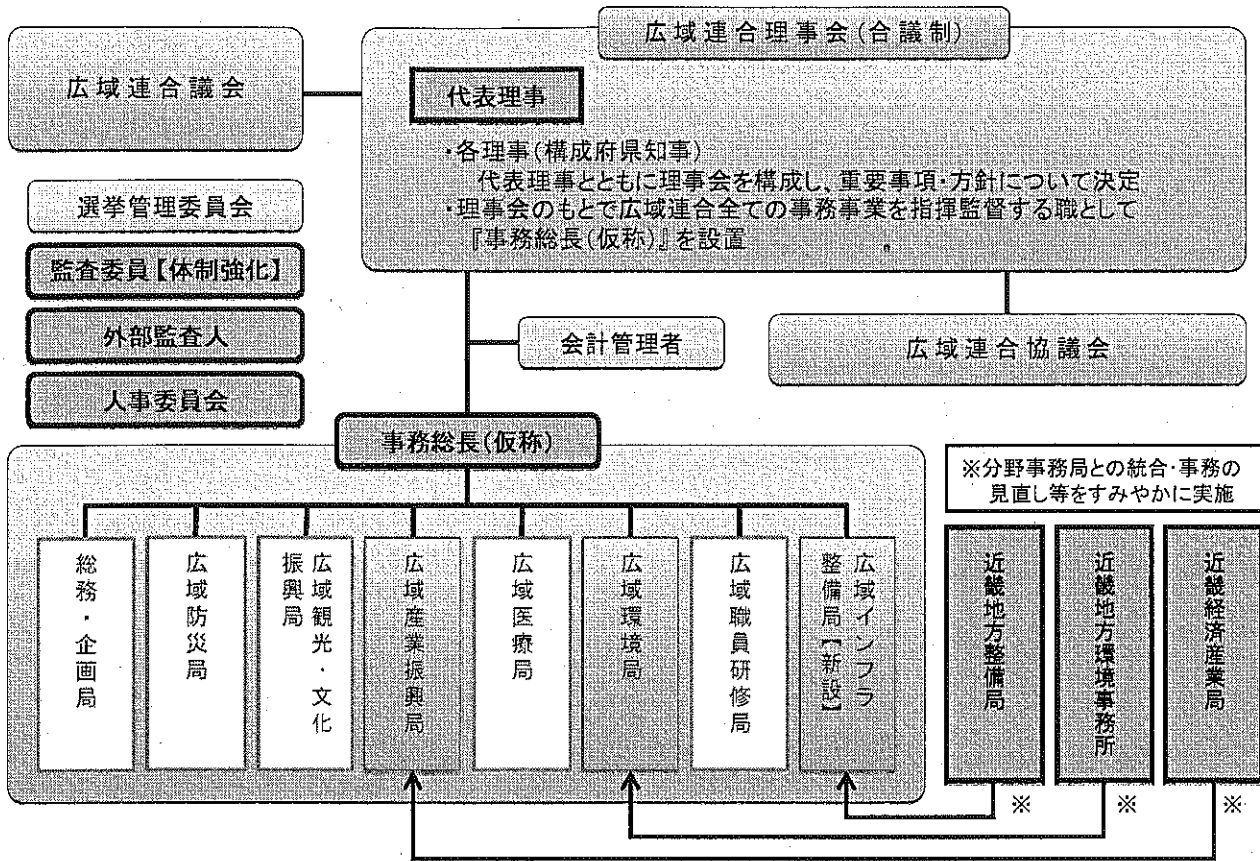 広域連合理事会(合議制)
広域連合議会
代表理事
・各理事(構成府県知事)
代表理事とともに理事会を構成し、重要事項・方針について決定
・理事会のもとで広域連合全ての事務事業を指揮監督する職として
『事務総長(仮称)』を設置
選挙管理委員会
監査委員【体制強化】
外部監査人
人事委員会
会計管理者
広域連合協議会
事務総長(仮称)
※分野事務局との統合・事務の
見直し等をすみやかに実施
総務・企画局
広域防災局
広域観光・文化
振興局
広域産業振興局
広域医療局
広域環境局
広域職員研修局
広域インフラ
整備局【新設】
近畿地方整備局
近畿地方環境事務所
近畿経済産業局
※
※
※